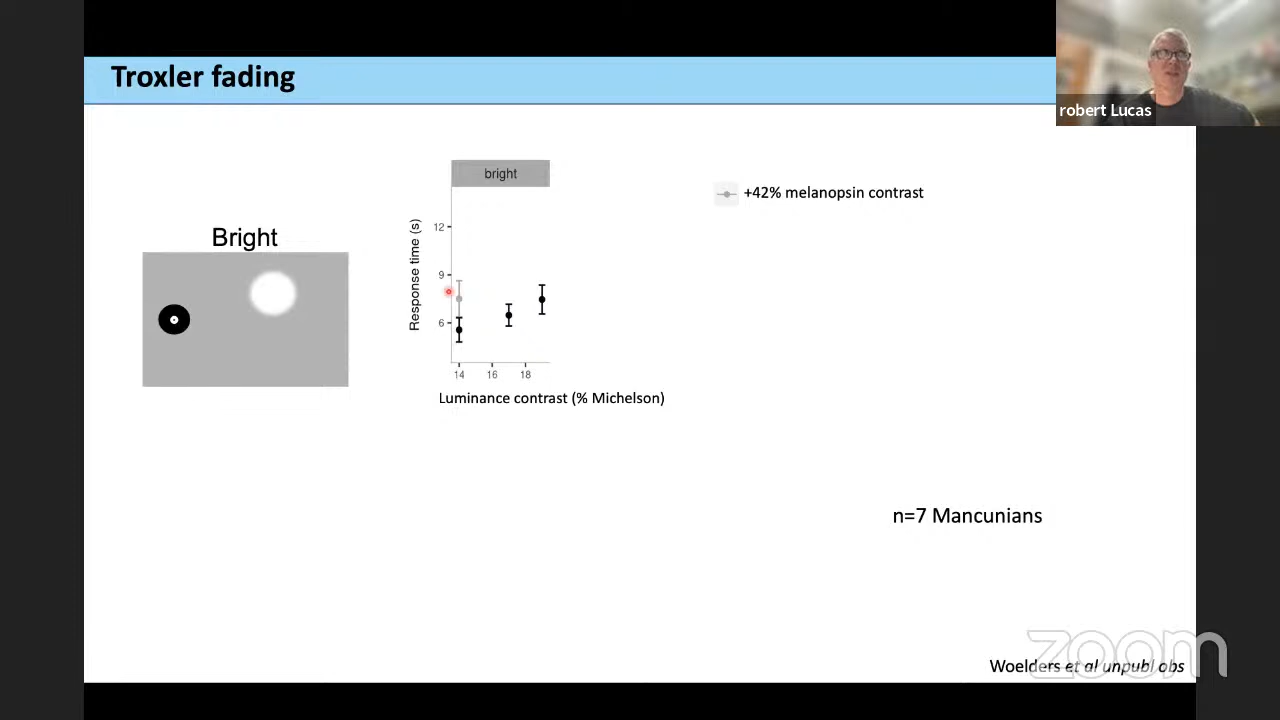 Troxler fading
robert Lucas
bright
+42% melanopsin contrast
Bright
Response time (s)
12
9
6
14 16 18
Luminance contrast (% Michelson)
n=7 Mancunians
zoom
Woelders et al unpubl obs